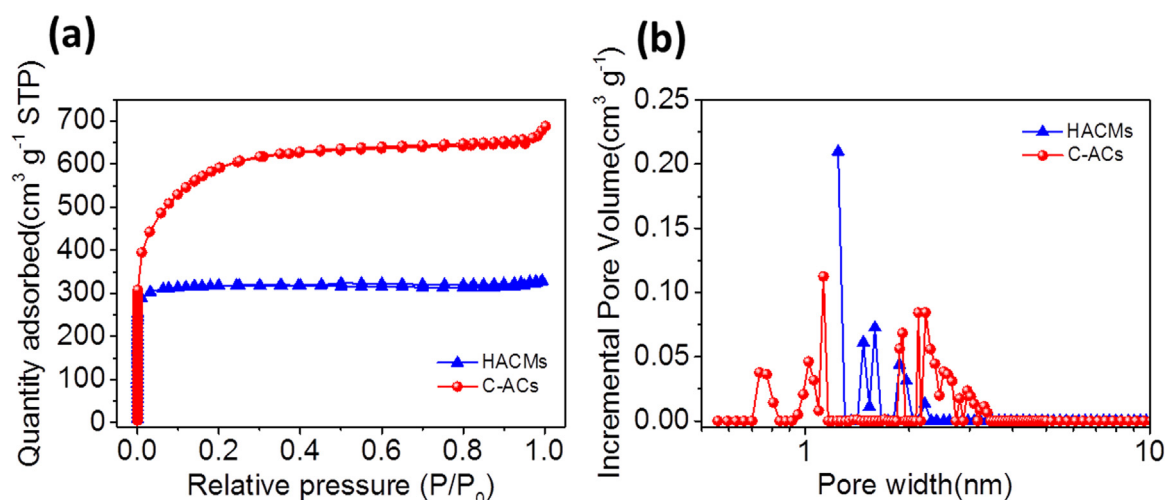 (a)
Quantity adsorbed(cm³ g⁻¹ STP)
700
600
500
400
300
200
100
0
HACMs
C-ACs
0.0 0.2 0.4 0.6 0.8 1.0
Relative pressure (P/P₀)
(b)
Incremental Pore Volume(cm³ g⁻¹)
0.25
0.20
0.15
0.10
0.05
0.00
HACMs
C-ACs
1 10
Pore width(nm)